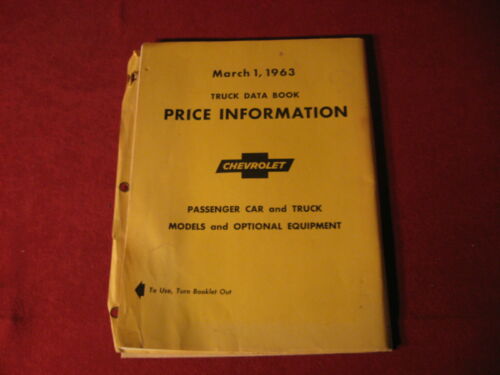 March 1, 1963
TRUCK DATA BOOK
PRICE INFORMATION
CHEVROLET
PASSENGER CAR and TRUCK
MODELS and OPTIONAL EQUIPMENT
To Use, Turn Booklet Out